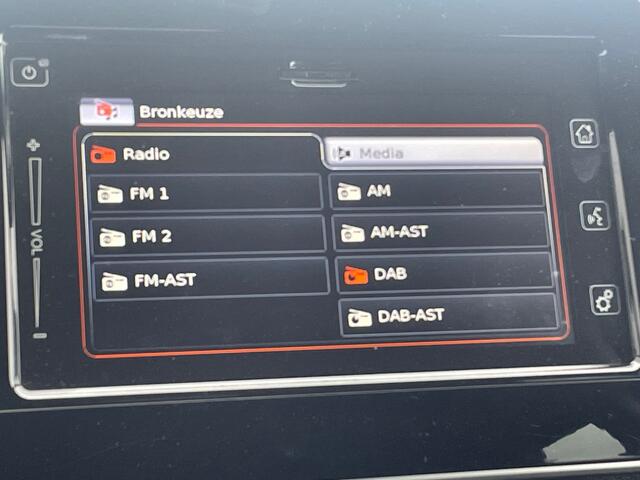 Bronkeuze
Radio
Media
FM 1
AM
FM 2
AM-AST
FM-AST
DAB
DAB-AST
+
VOL
-